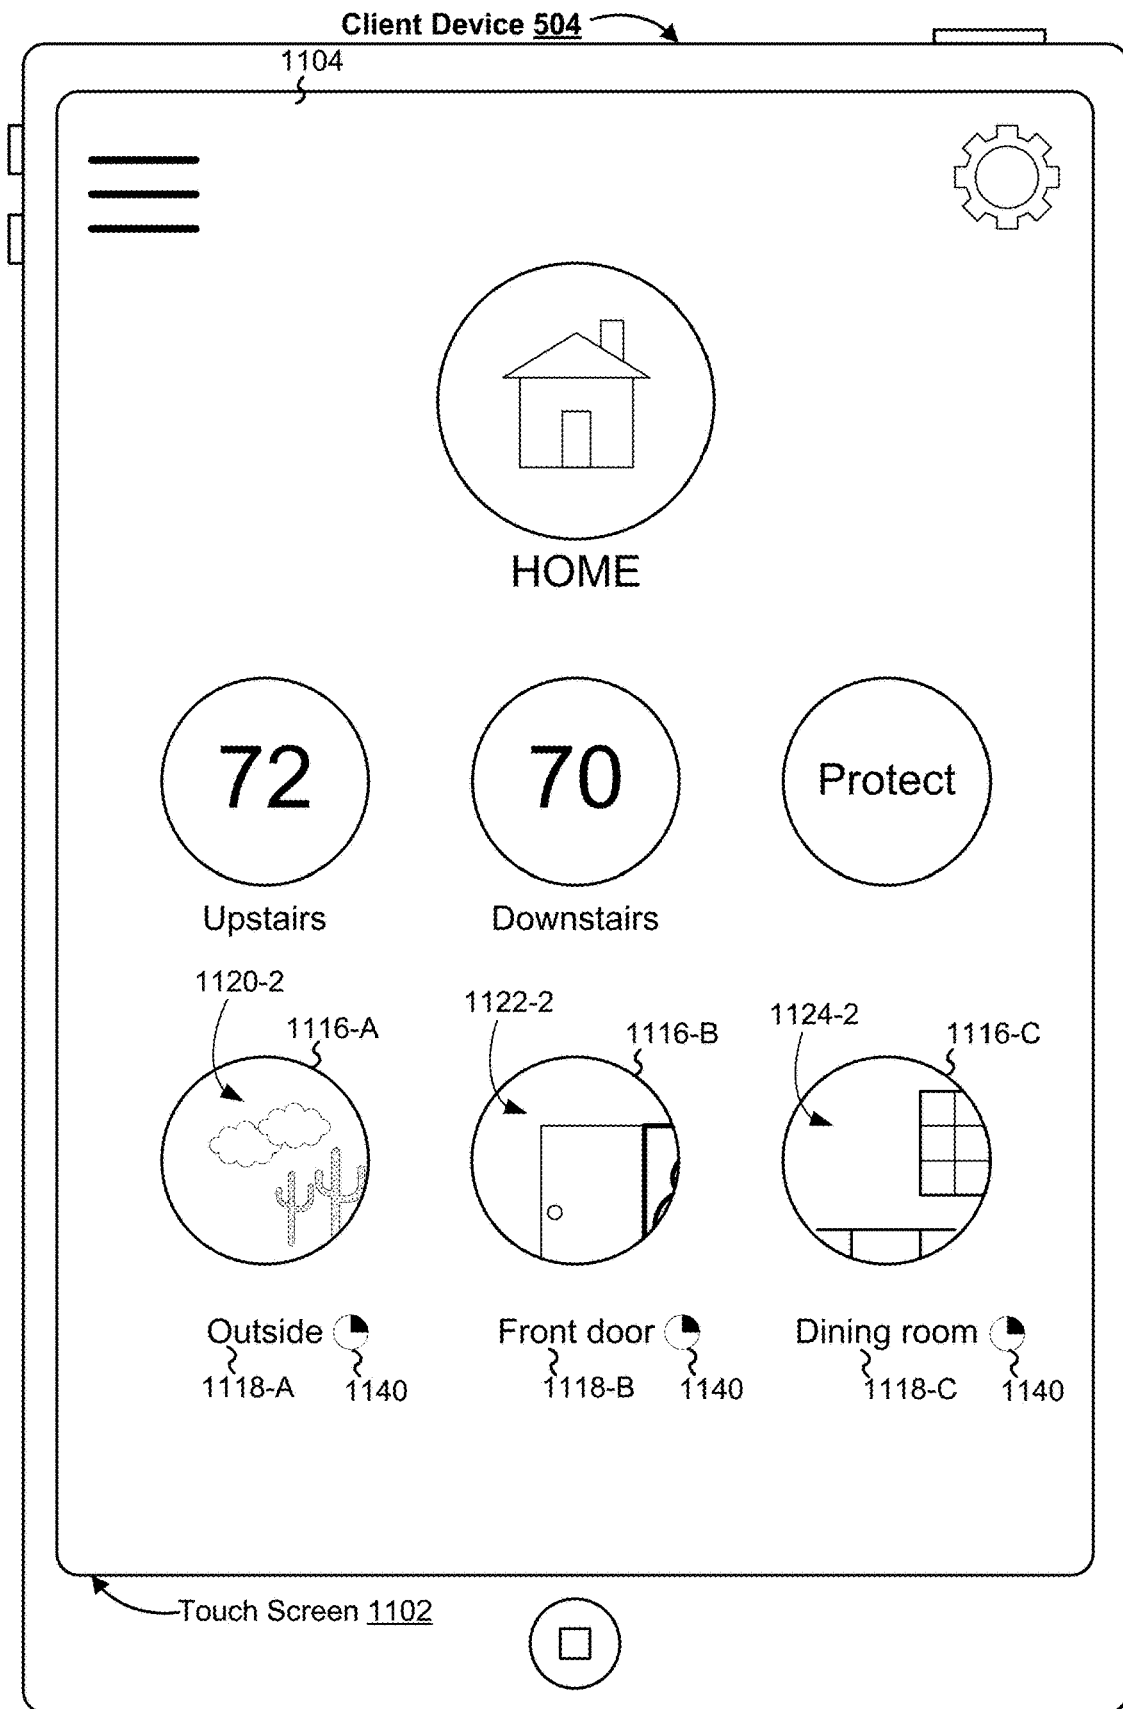 Client Device 504
1104
HOME
72
70
Protect
Upstairs
Downstairs
1120-2
1116-A
1122-2
1116-B
1124-2
1116-C
Outside
Front door
Dining room
1118-A
1140
1118-B
1140
1118-C
1140
Touch Screen 1102